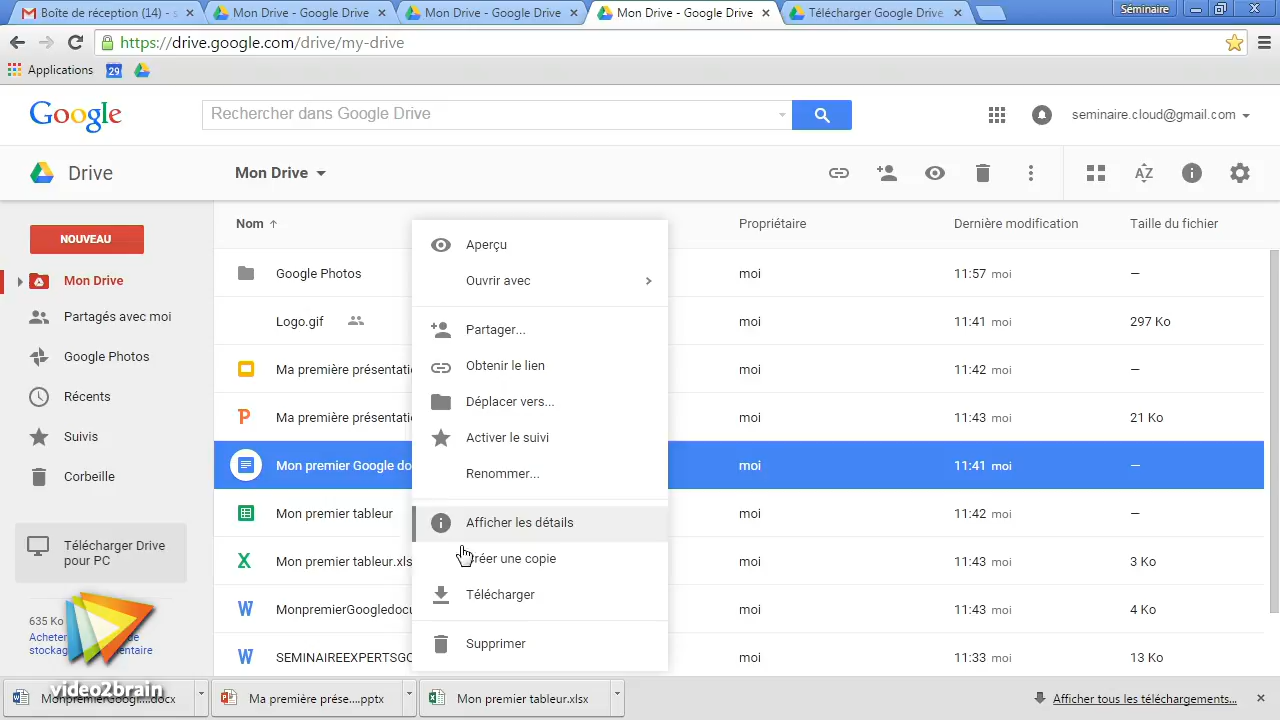 Boîte de réception (14) - s
Mon Drive - Google Drive
Mon Drive - Google Drive
Mon Drive - Google Drive
Télécharger Google Drive
Séminaire
https://drive.google.com/drive/my-drive
Applications
29
Google
Rechercher dans Google Drive
seminaire.cloud@gmail.com
Drive
Mon Drive
AZ
NOUVEAU
Mon Drive
Partagés avec moi
Google Photos
Récents
Suivis
Corbeille
Télécharger Drive
pour PC
635 Ko
Acheter de
stockag entaire
Nom
Propriétaire
Dernière modification
Taille du fichier
Google Photos
moi
11:57 moi
—
Logo.gif
moi
11:41 moi
297 Ko
Ma première présentati
moi
11:42 moi
—
P
Ma première présentati
moi
11:43 moi
21 Ko
Mon premier Google do
moi
11:41 moi
—
Mon premier tableur
moi
11:42 moi
—
X
Mon premier tableur.xls
moi
11:43 moi
3 Ko
W
MonpremierGoogledocu
moi
11:43 moi
4 Ko
W
SEMINAIREEXPERTSGO
moi
11:33 moi
13 Ko
Aperçu
Ouvrir avec
Partager...
Obtenir le lien
Déplacer vers...
Activer le suivi
Renommer...
Afficher les détails
réer une copie
Télécharger
Supprimer
video2brain
MonpremierGoogl....docx
Ma première prése....pptx
Mon premier tableur.xlsx
Afficher tous les téléchargements...